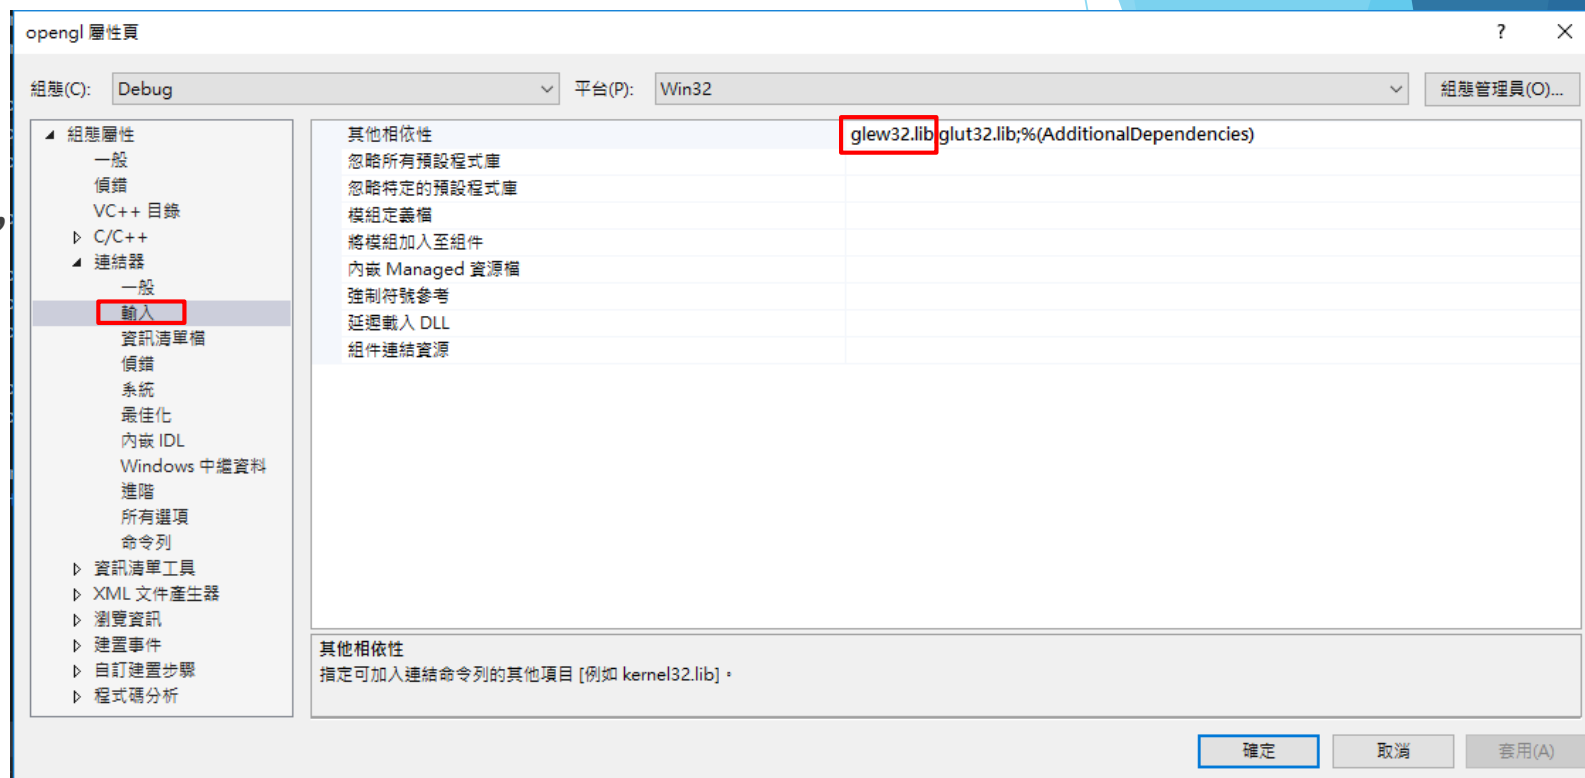 opengl 屬性頁
?
組態(C): Debug 平台(P): Win32 組態管理員(O)...
組態屬性
一般
偵錯
VC++ 目錄
C/C++
連結器
一般
輸入
資訊清單檔
偵錯
系統
最佳化
內嵌 IDL
Windows 中繼資料
進階
所有選項
命令列
資訊清單工具
XML 文件產生器
瀏覽資訊
建置事件
自訂建置步驟
程式碼分析
其他相依性 glew32.lib glut32.lib;%(AdditionalDependencies)
忽略所有預設程式庫
忽略特定的預設程式庫
模組定義檔
將模組加入至組件
內嵌 Managed 資源檔
強制符號參考
延遲載入 DLL
組件連結資源
其他相依性
指定可加入連結命令列的其他項目 [例如 kernel32.lib]。
確定 取消 套用(A)